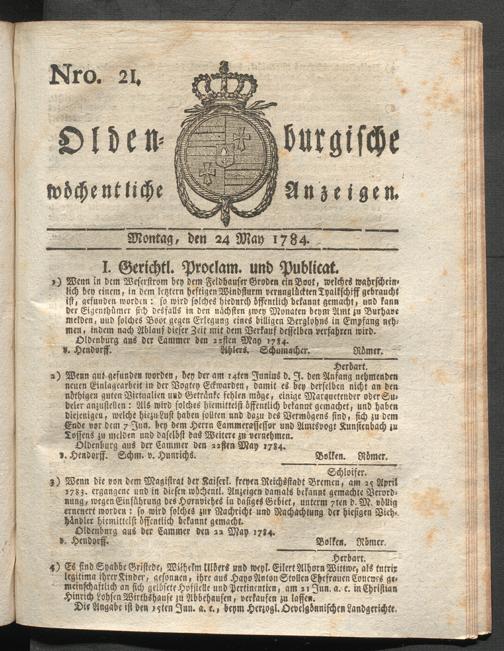 Nro. 21.
Olden- burgische
wöchentliche Anzeigen.
Montag, den 24 May 1784.
I. Gerichtl. Proclam. und Publicat.
1) Wenn in dem Weserstrom bey dem Feldhauser Groden ein Boot, welches wahrschein-
lich bey einem, in dem letztern heftigen Windsturm verunglückten Tyalkschiff gebraucht
ist, gefunden worden: so wird solches hiedurch öffentlich bekannt gemacht, und kann
der Eigenthümer sich desfalls in den nächsten zwey Monaten beym Amt zu Burhave
melden, und solches Boot gegen Erlegung eines billigen Berglohns in Empfang neh-
men, indem nach Ablauf dieser Zeit mit dem Verkauf desselben verfahren wird.
Oldenburg aus der Cammer den 21sten May 1784.
v. Hendorff. Ahlers. Schumacher. Römer.
Herbart.
2) Wenn gut gefunden worden, bey der am 14ten Junius d. J. den Anfang nehmenden
neuen Einlagearbeit in der Vogtey Eckwarden, damit es bey derselben nicht an den
nöthigen guten Victualien und Getränke fehlen möge, einige Marquetender oder Su-
deler anzustellen: Als wird solches hiemittelst öffentlich bekannt gemacht, und haben
diejenigen, welche hiezu Lust haben sollten und dazu des Vermögens sind, sich zu dem
Ende vor dem 7 Jun. bey dem Herrn Cammerassessor und Amtsvogt Kunstenbach zu
Tossens zu melden und daselbst das Weitere zu vernehmen.
Oldenburg aus der Cammer den 22sten May 1784.
v. Hendorff. Schm. v. Hunrichs. Bolken. Römer.
Schloifer.
3) Wenn die von dem Magistrat der Kaiserl. freyen Reichsstadt Bremen, am 25 April
1783. ergangene und in diesen wöchentl. Anzeigen damals bekannt gemachte Verord-
nung, wegen Einführung des Hornviehes in dasiges Gebiet, unterm 7ten d. M. völlig
erneuert worden: so wird solches zur Nachricht und Nachachtung der hiesigen Vieh-
händler hiemittelst öffentlich bekannt gemacht.
Oldenburg aus der Cammer den 22 May 1784.
v. Hendorff. Bolken. Römer.
Herbart.
4) Es sind Sybbe Gristede, Wilhelm Ulbers und weyl. Eilert Ulhorn Wittwe, als tutrix
legitima ihrer Kinder, gesonnen, ihre aus Hayo Anton Stollen Ehefrauen Concurs ge-
meinschaftlich an sich gelösete Hofstelle und Pertinentien, am 21 Jun. a. c. in Christian
Hinrich Lohsen Wirthshause zu Abbehausen, verkaufen zu lassen.
Die Angabe ist den 15ten Jun. a. c., beym Herzogl. Oevelgönnischen Landgerichte.